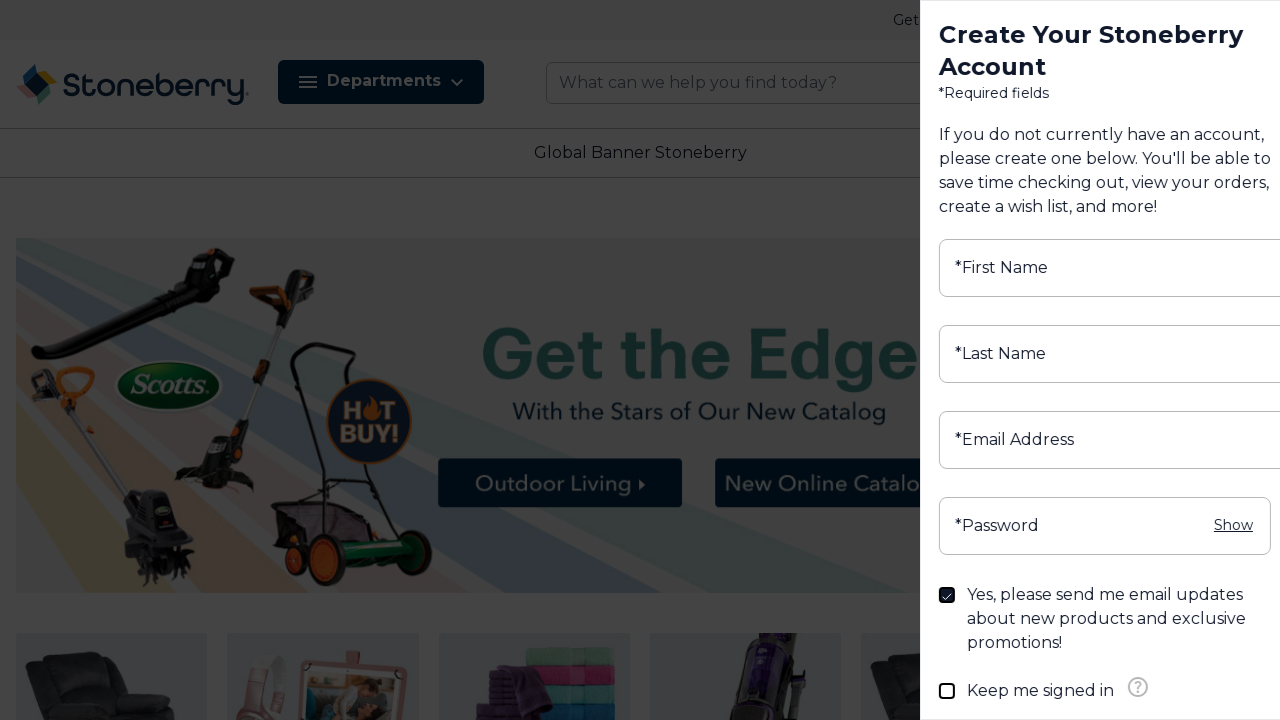 Get
Stoneberry
Departments
What can we help you find today?
Global Banner Stoneberry
Scotts
HOT
BUY!
Get the Edge
With the Stars of Our New Catalog
Outdoor Living
New Online Catalo
Create Your Stoneberry
Account
*Required fields
If you do not currently have an account,
please create one below. You'll be able to
save time checking out, view your orders,
create a wish list, and more!
*First Name
*Last Name
*Email Address
*Password
Show
Yes, please send me email updates
about new products and exclusive
promotions!
Keep me signed in
?